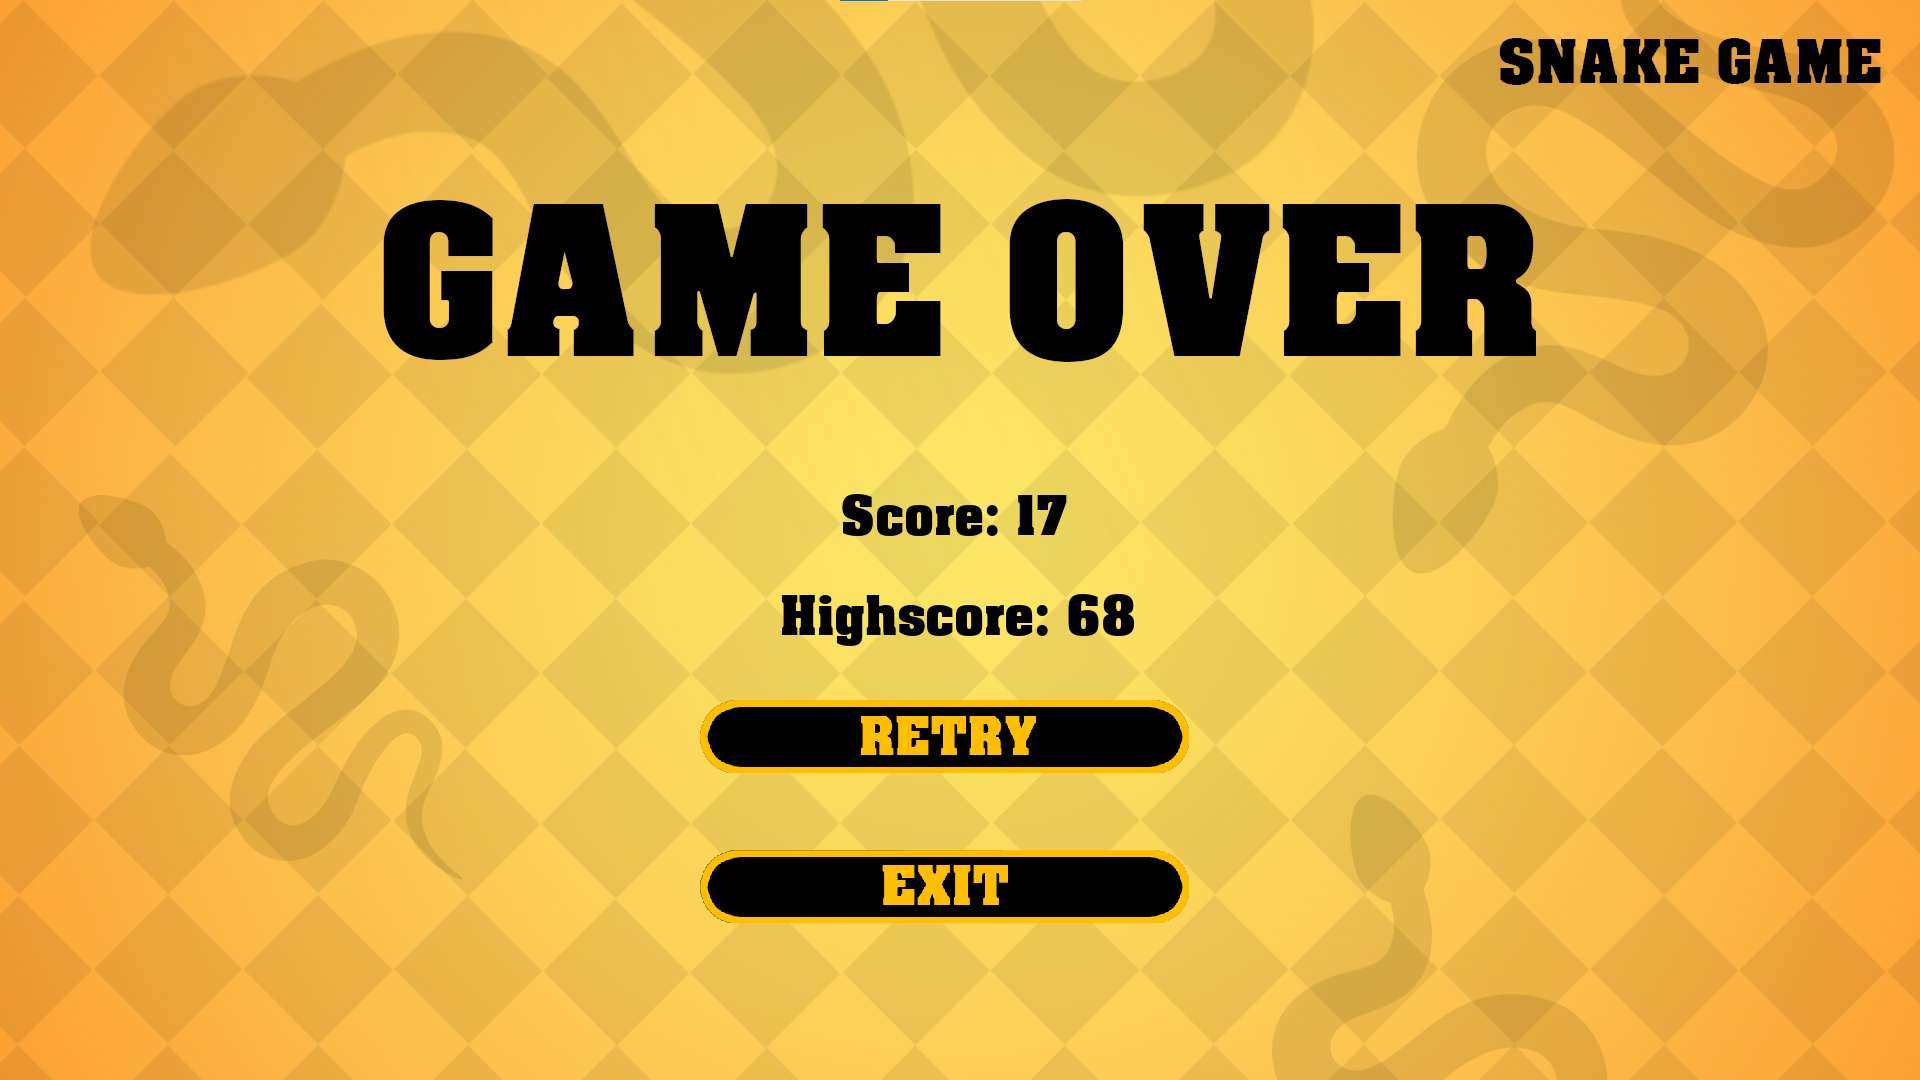 SNAKE GAME
GAME OVER
Score: 17
Highscore: 68
RETRY
EXIT